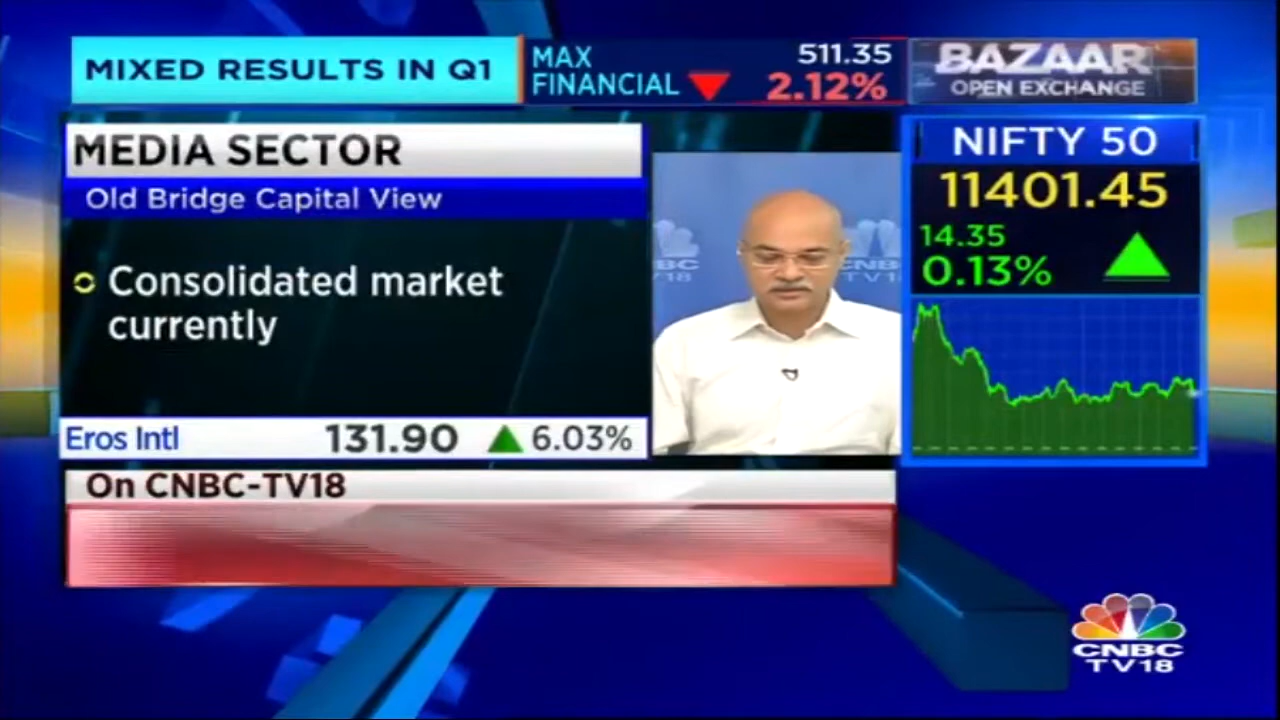 MIXED RESULTS IN Q1
MAX FINANCIAL
511.35
2.12%
BAZAAR
OPEN EXCHANGE
MEDIA SECTOR
Old Bridge Capital View
Consolidated market
currently
Eros Intl 131.90 6.03%
On CNBC-TV18
NIFTY 50
11401.45
14.35
0.13%
CNBC
TV18